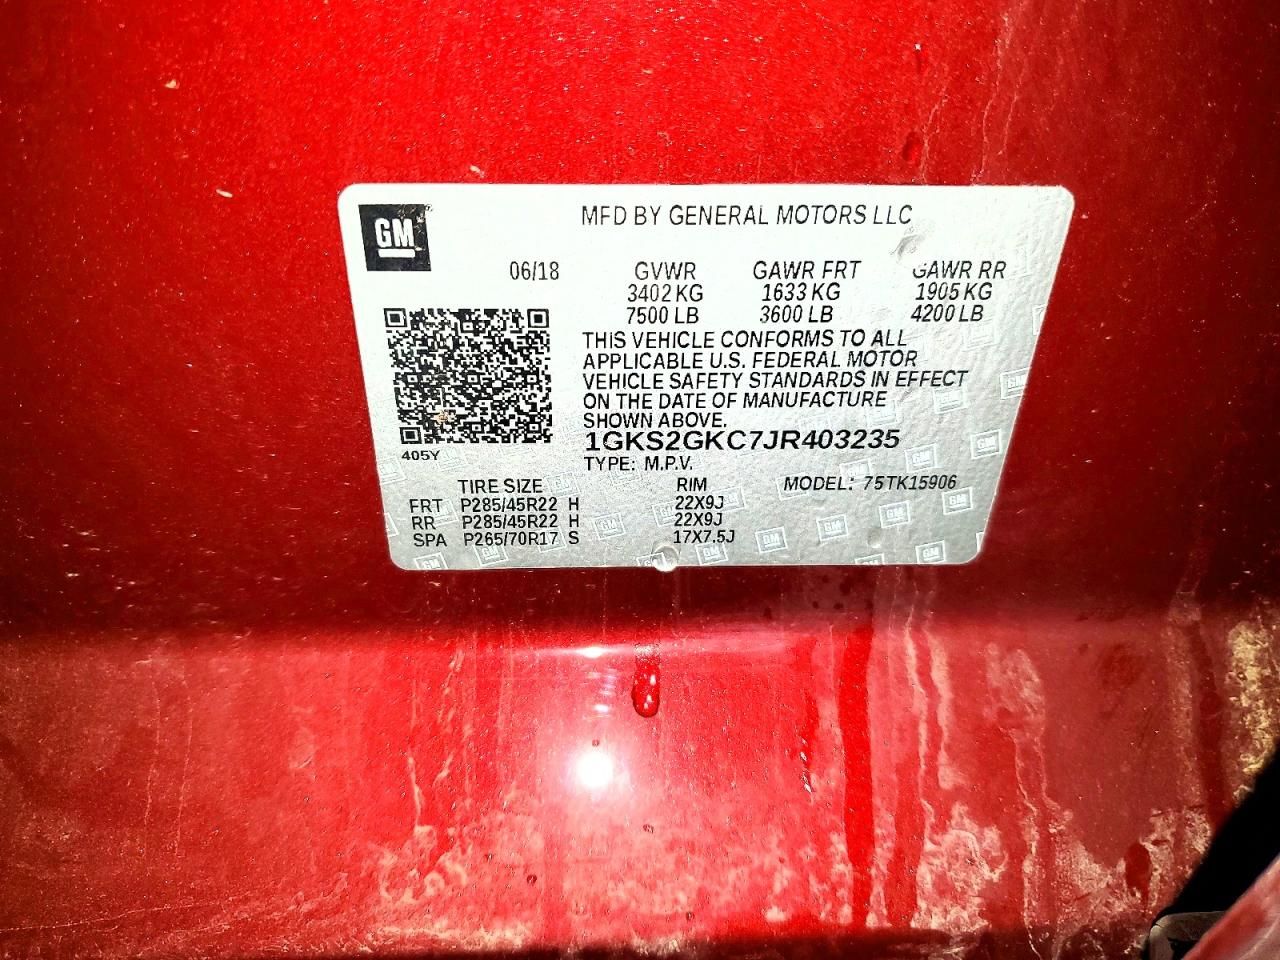 GM
MFD BY GENERAL MOTORS LLC
06/18 GVWR GAWR FRT GAWR RR
3402 KG 1633 KG 1905 KG
7500 LB 3600 LB 4200 LB
THIS VEHICLE CONFORMS TO ALL
APPLICABLE U.S. FEDERAL MOTOR
VEHICLE SAFETY STANDARDS IN EFFECT
ON THE DATE OF MANUFACTURE
SHOWN ABOVE.
1GKS2GKC7JR403235
405Y
TYPE: M.P.V.
TIRE SIZE RIM MODEL: 75TK15906
FRT P285/45R22 H 22X9J
RR P285/45R22 H 22X9J
SPA P265/70R17 S 17X7.5J